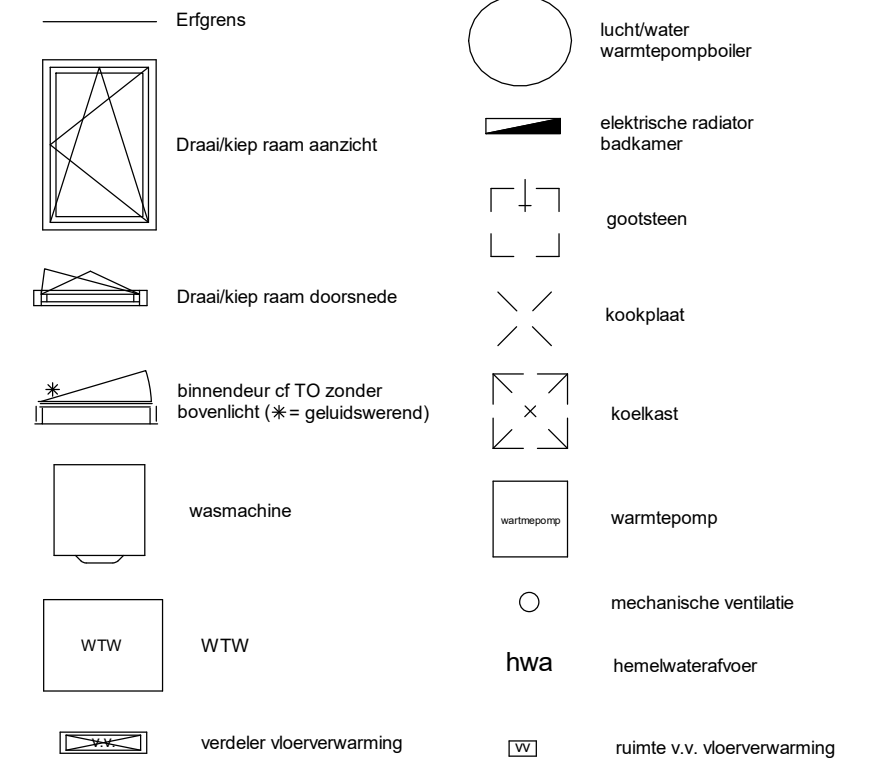 Erfgrens
Draai/kiep raam aanzicht
Draai/kiep raam doorsnede
binnendeur cf TO zonder
bovenlicht (✳= geluidswerend)
wasmachine
WTW
WTW
v.v.
verdeler vloerverwarming
lucht/water
warmtepompboiler
elektrische radiator
badkamer
gootsteen
kookplaat
koelkast
wartmepomp
warmtepomp
mechanische ventilatie
hwa
hemelwaterafvoer
vv
ruimte v.v. vloerverwarming